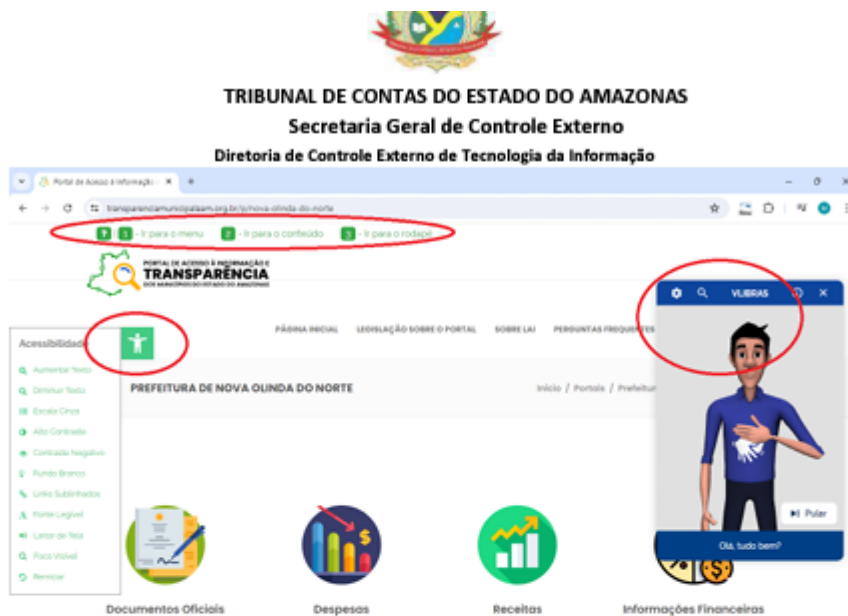 TRIBUNAL DE CONTAS DO ESTADO DO AMAZONAS
Secretaria Geral de Controle Externo
Diretoria de Controle Externo de Tecnologia da Informação
Portal de Acesso à Informação
transparenciamunicipalaam.org.br/p/nova-olinda-do-norte
1 - Ir para o menu 2 - Ir para o conteúdo 3 - Ir para o rodapé
PORTAL DE ACESSO À INFORMAÇÃO E
TRANSPARÊNCIA
DOS MUNICÍPIOS DO ESTADO DO AMAZONAS
VLIBRAS
PÁGINA INICIAL LEGISLAÇÃO SOBRE O PORTAL SOBRE LAI PERGUNTAS FREQUENTES
Acessibilidade
Aumentar Texto
Diminuir Texto
Escala Cinza
Alto Contraste
Contraste Negativo
Fundo Branco
Links Sublinhados
Fonte Legível
Leitor de Tela
Foco Visível
Reiniciar
PREFEITURA DE NOVA OLINDA DO NORTE
Início / Portais / Prefeitur
Pular
Olá, tudo bem?
Documentos Oficiais Despesas Receitas Informações Financeiras